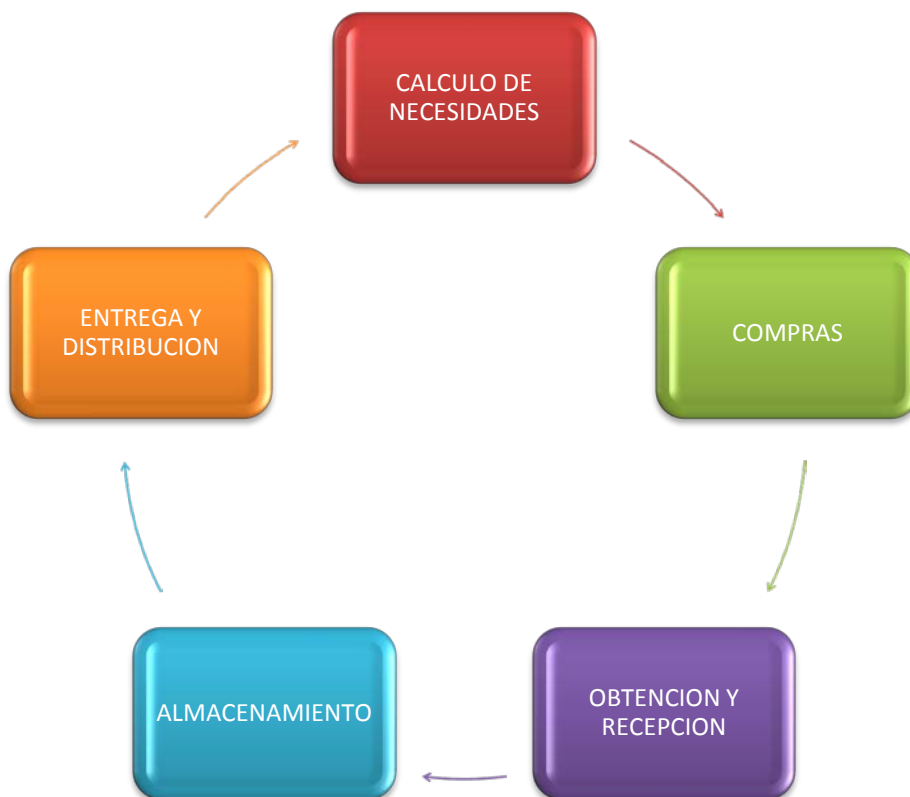 CALCULO DE
NECESIDADES
COMPRAS
OBTENCION Y
RECEPCION
ALMACENAMIENTO
ENTREGA Y
DISTRIBUCION